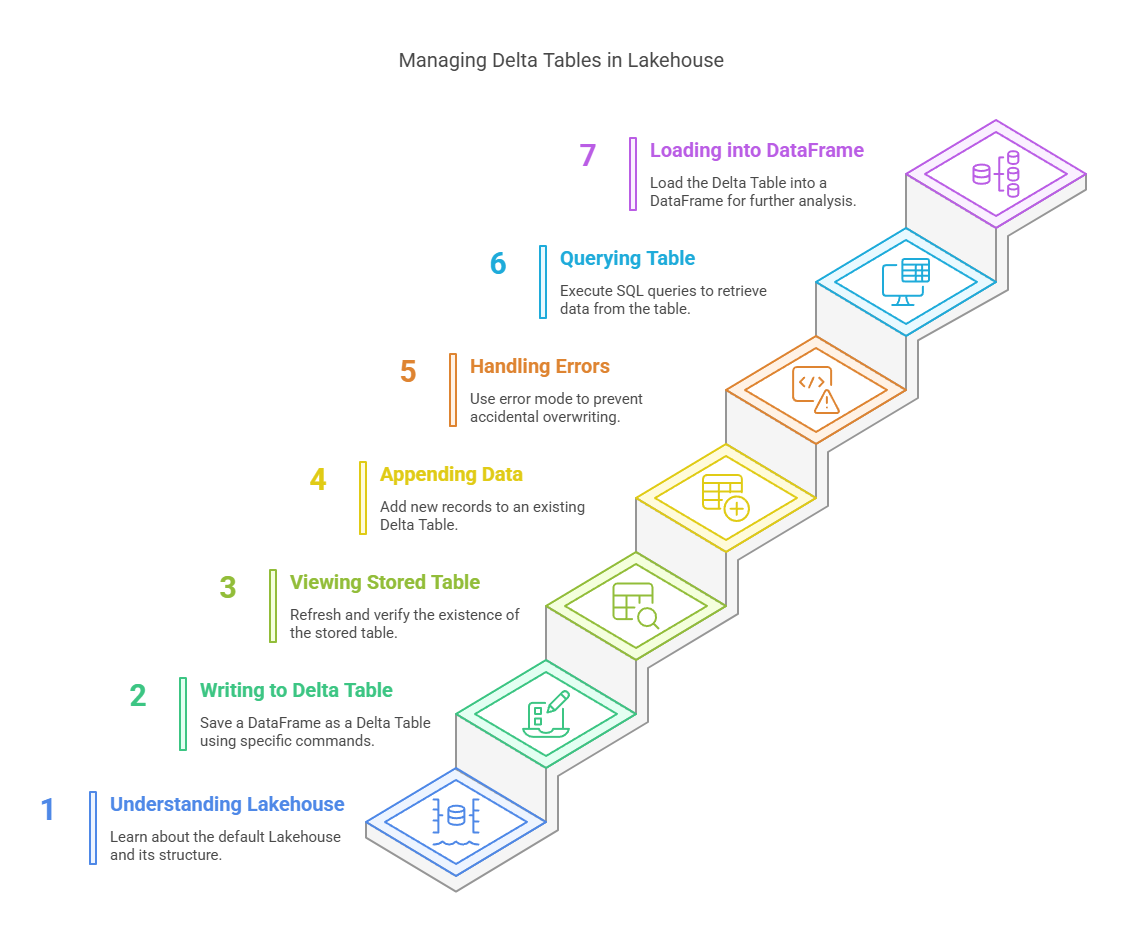 Managing Delta Tables in Lakehouse
7
Loading into DataFrame
Load the Delta Table into a
DataFrame for further analysis.
6
Querying Table
Execute SQL queries to retrieve
data from the table.
5
Handling Errors
Use error mode to prevent
accidental overwriting.
4
Appending Data
Add new records to an existing
Delta Table.
3
Viewing Stored Table
Refresh and verify the existence of
the stored table.
2
Writing to Delta Table
Save a DataFrame as a Delta Table
using specific commands.
1
Understanding Lakehouse
Learn about the default Lakehouse
and its structure.